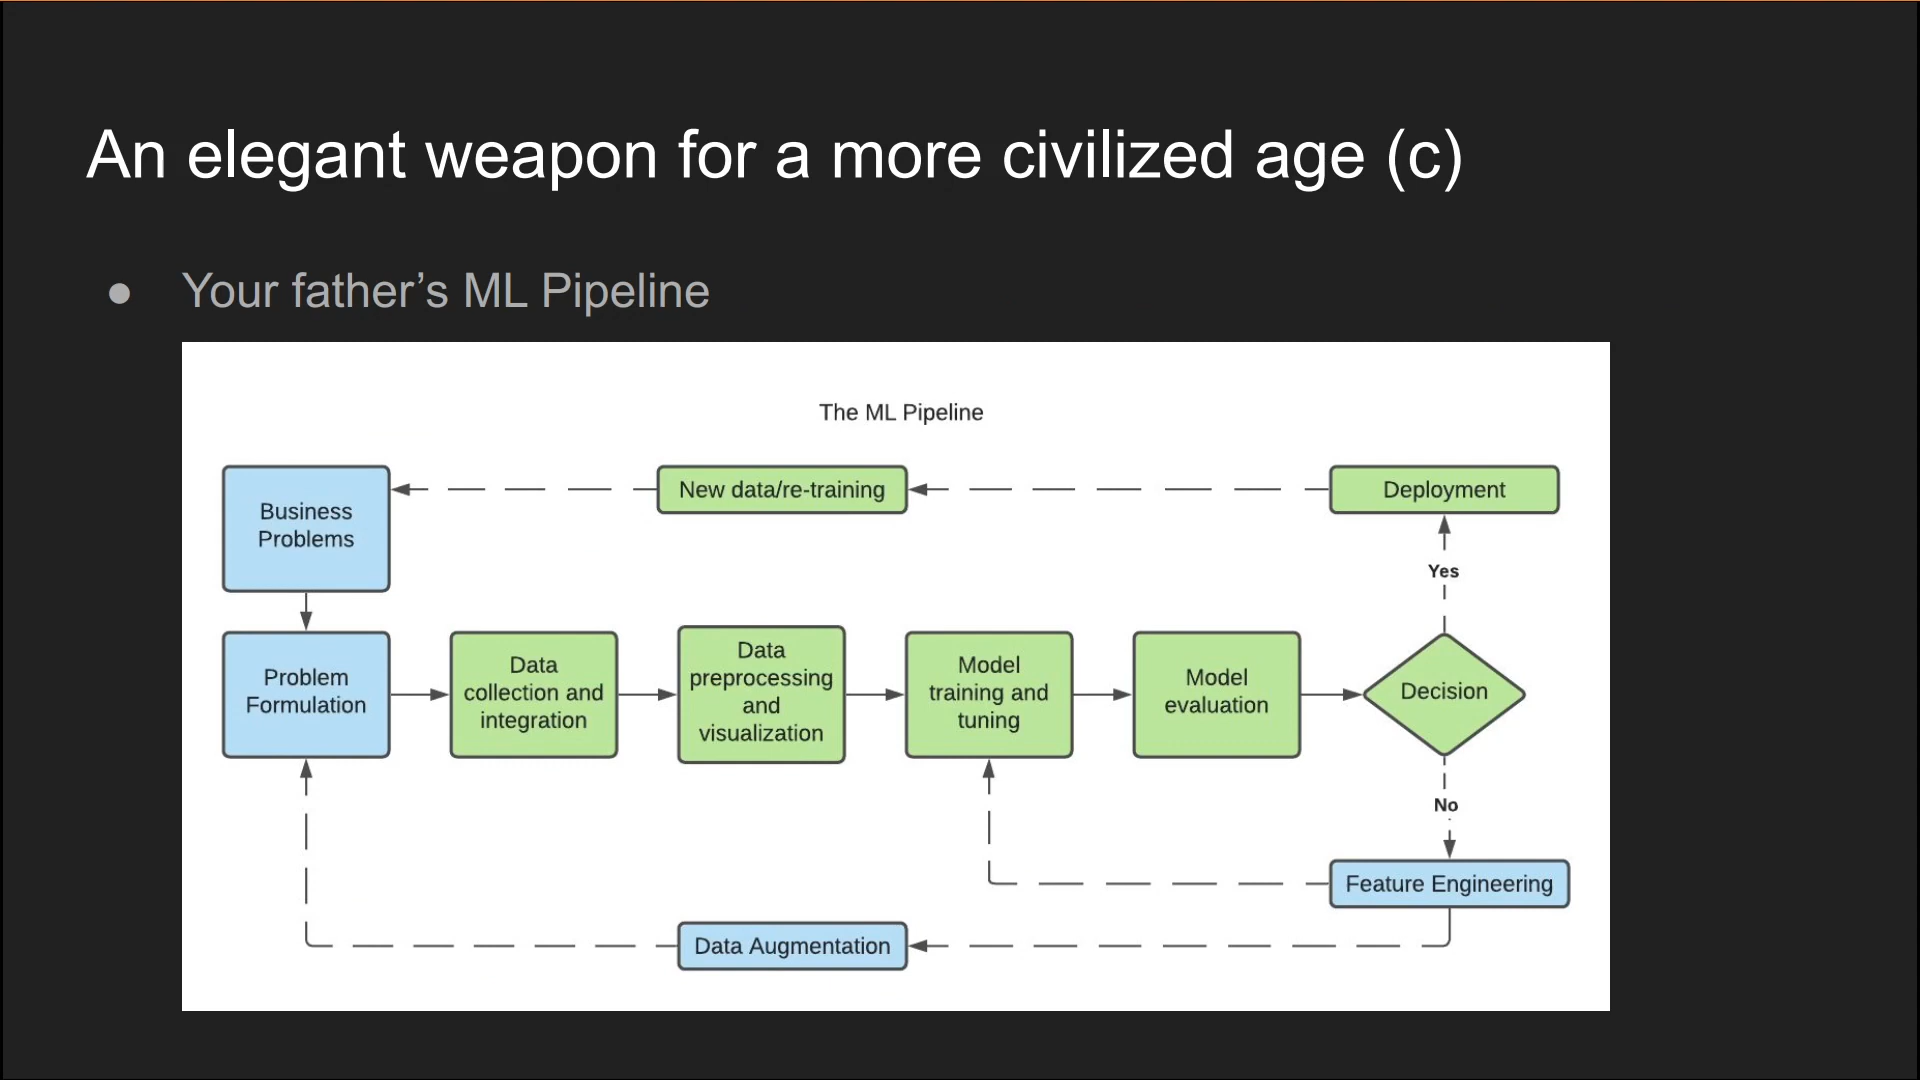 An elegant weapon for a more civilized age (c)
● Your father’s ML Pipeline
The ML Pipeline
Business
Problems
New data/re-training
Deployment
Yes
Problem
Formulation
Data
collection and
integration
Data
preprocessing
and
visualization
Model
training and
tuning
Model
evaluation
Decision
No
Feature Engineering
Data Augmentation